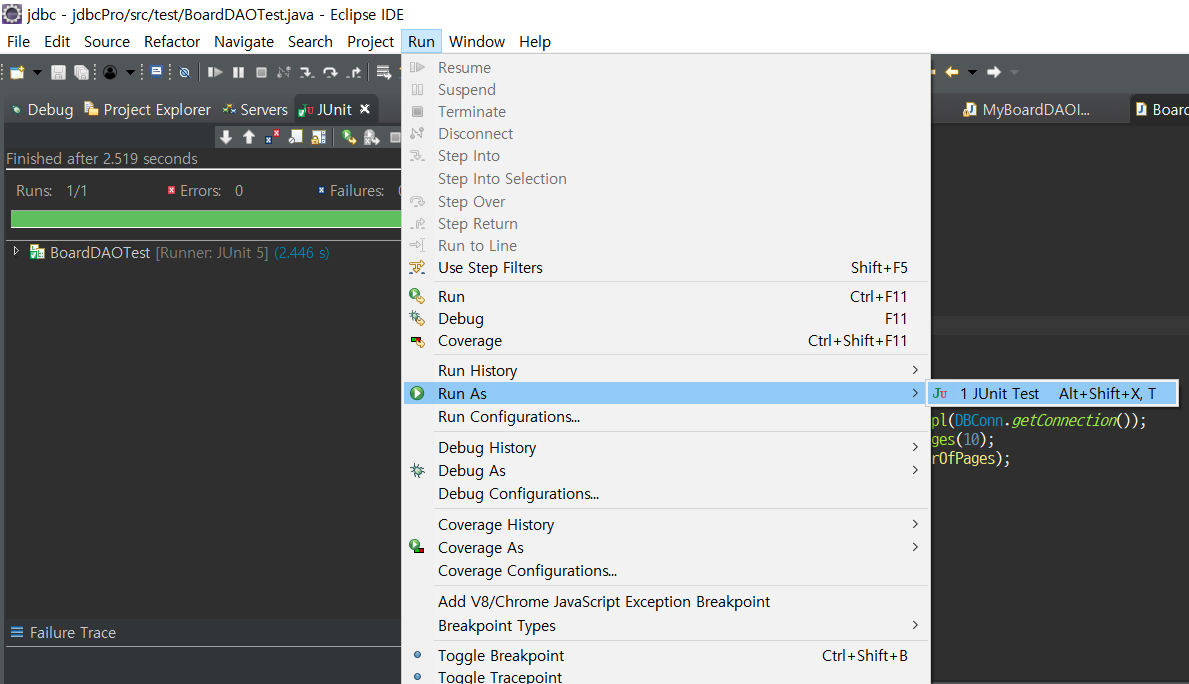 jdbc - jdbcPro/src/test/BoardDAOTest.java - Eclipse IDE
File Edit Source Refactor Navigate Search Project Run Window Help
Debug Project Explorer Servers JUnit
MyBoardDAOI... Board
Finished after 2.519 seconds
Runs: 1/1 Errors: 0 Failures:
BoardDAOTest [Runner: JUnit 5] (2.446 s)
Failure Trace
Resume
Suspend
Terminate
Disconnect
Step Into
Step Into Selection
Step Over
Step Return
Run to Line
Use Step Filters Shift+F5
Run Ctrl+F11
Debug F11
Coverage Ctrl+Shift+F11
Run History
Run As
Run Configurations...
Debug History
Debug As
Debug Configurations...
Coverage History
Coverage As
Coverage Configurations...
Add V8/Chrome JavaScript Exception Breakpoint
Breakpoint Types
Toggle Breakpoint Ctrl+Shift+B
Toggle Tracepoint
Ju 1 JUnit Test Alt+Shift+X, T
pl(DBConn.getConnection());
ges(10);
rOfPages);